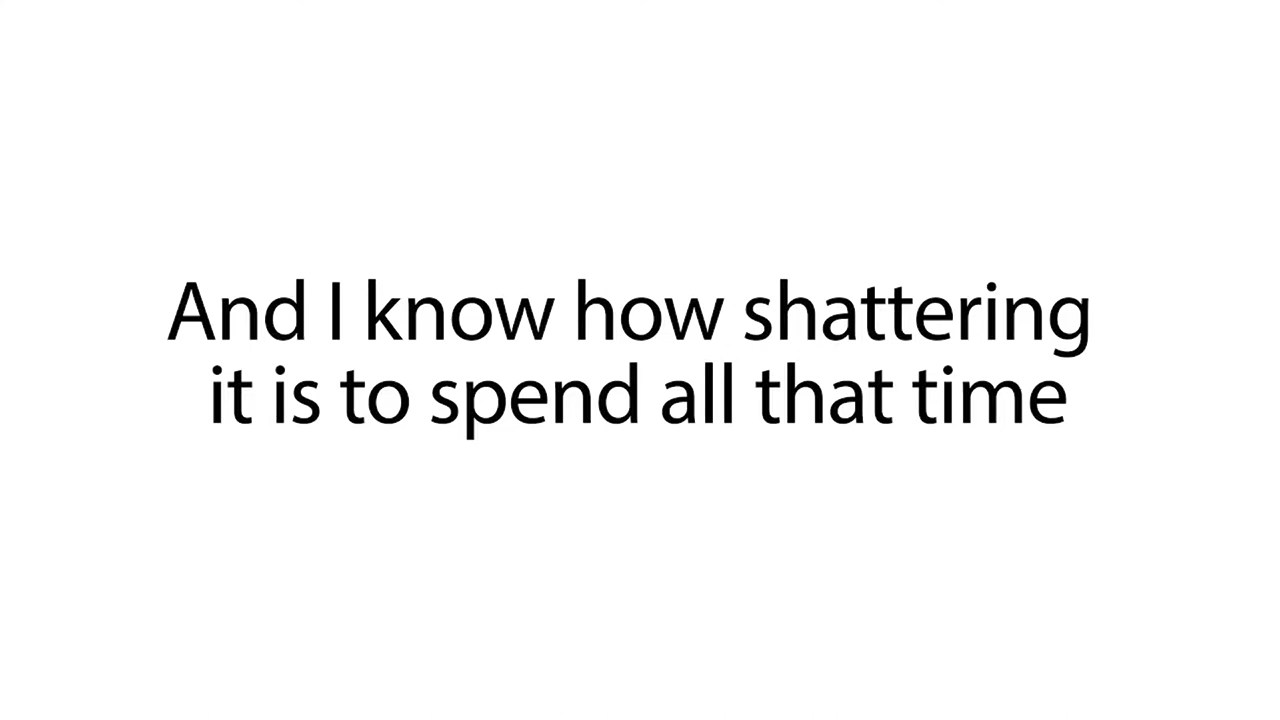 And I know how shattering
it is to spend all that time